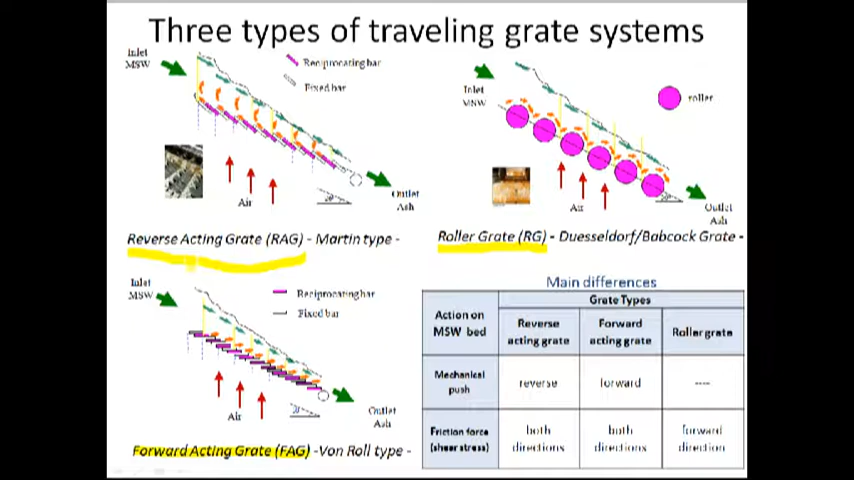 Three types of traveling grate systems
Inlet
MSW
Reciprocating bar
Fixed bar
Air
Outlet
Ash
Reverse Acting Grate (RAG) - Martin type -
Inlet
MSW
roller
Air
Outlet
Ash
Roller Grate (RG) - Duesseldorf/Babcock Grate -
Inlet
MSW
Reciprocating bar
Fixed bar
Air
Outlet
Ash
Forward Acting Grate (FAG) -Von Roll type -
Main differences
Action on
MSW bed
Grate Types
Reverse
acting grate
Forward
acting grate
Roller grate
Mechanical
push
reverse
forward
----
Friction force
(shear stress)
both
directions
both
directions
forward
direction